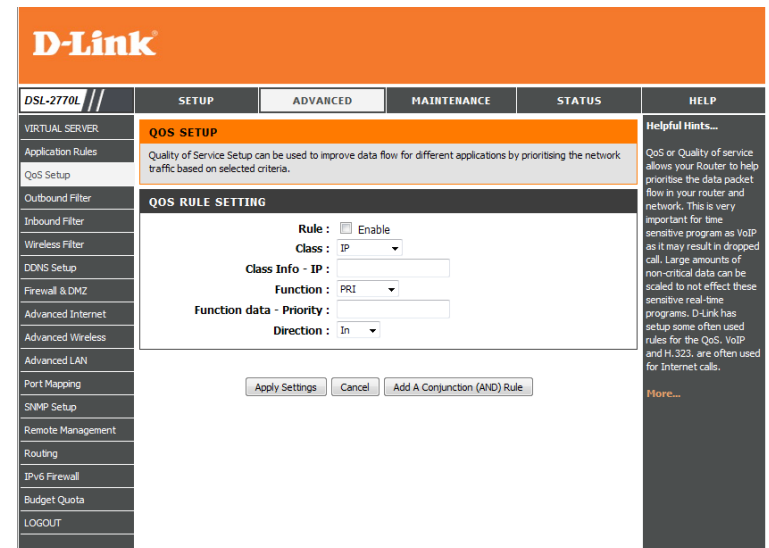 D-Link
DSL-2770L
SETUP
ADVANCED
MAINTENANCE
STATUS
HELP
VIRTUAL SERVER
Application Rules
QoS Setup
Outbound Filter
Inbound Filter
Wireless Filter
DDNS Setup
Firewall & DMZ
Advanced Internet
Advanced Wireless
Advanced LAN
Port Mapping
SNMP Setup
Remote Management
Routing
IPv6 Firewall
Budget Quota
LOGOUT
QOS SETUP
Quality of Service Setup can be used to improve data flow for different applications by prioritising the network
traffic based on selected criteria.
QOS RULE SETTING
Rule : Enable
Class : IP
Class Info - IP :
Function : PRI
Function data - Priority :
Direction : In
Apply Settings Cancel Add A Conjunction (AND) Rule
Helpful Hints...
QoS or Quality of service
allows your Router to help
prioritise the data packet
flow in your router and
network. This is very
important for time
sensitive program as VoIP
as it may result in dropped
call. Large amounts of
non-critical data can be
scaled to not effect these
sensitive real-time
programs. D-Link has
setup some often used
rules for the QoS. VoIP
and H.323. are often used
for Internet calls.
More...